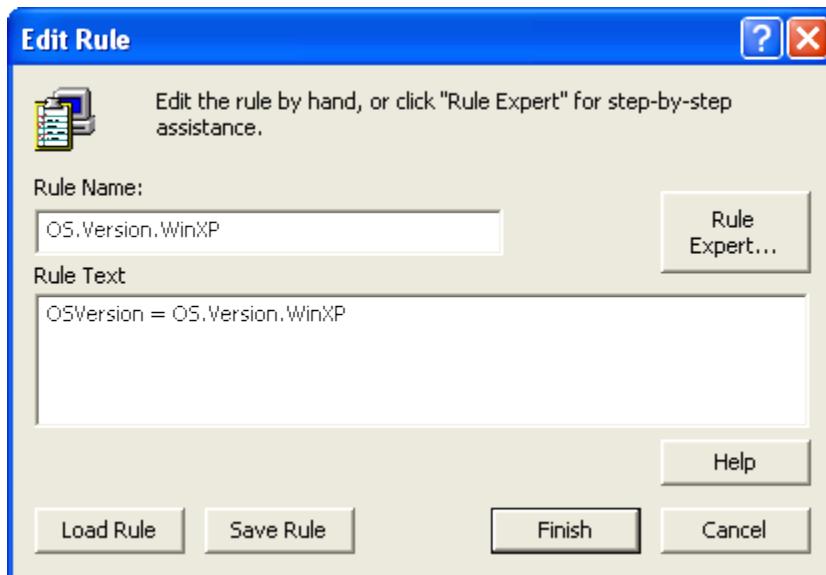 Edit Rule
Edit the rule by hand, or click "Rule Expert" for step-by-step
assistance.
Rule Name:
OS.Version.WinXP
Rule
Expert...
Rule Text
OSVersion = OS.Version.WinXP
Help
Load Rule
Save Rule
Finish
Cancel